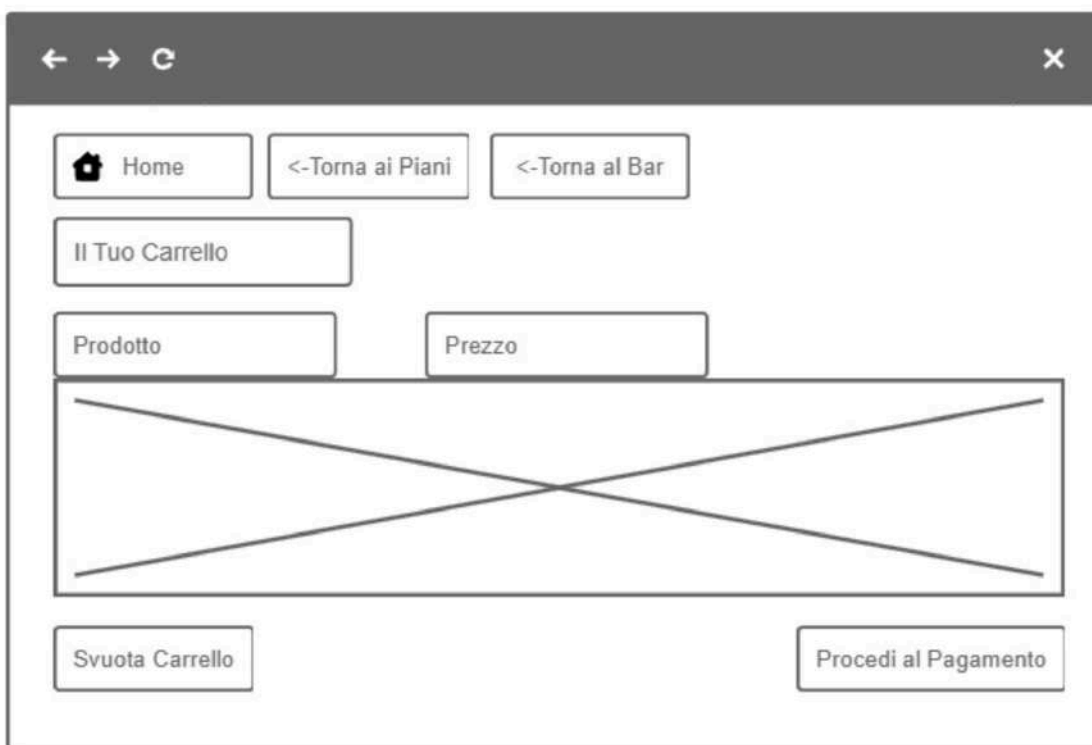 Home <-Torna ai Piani <-Torna al Bar
Il Tuo Carrello
Prodotto Prezzo
Svuota Carrello Procedi al Pagamento